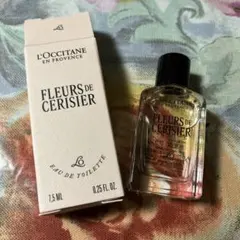 L'OCCITANE
EN PROVENCE
FLEURS DE
CERISIER
EAU DE TOILETTE
7.5 ML
0.25 FL. OZ.
FLEURS DE
CERISIER